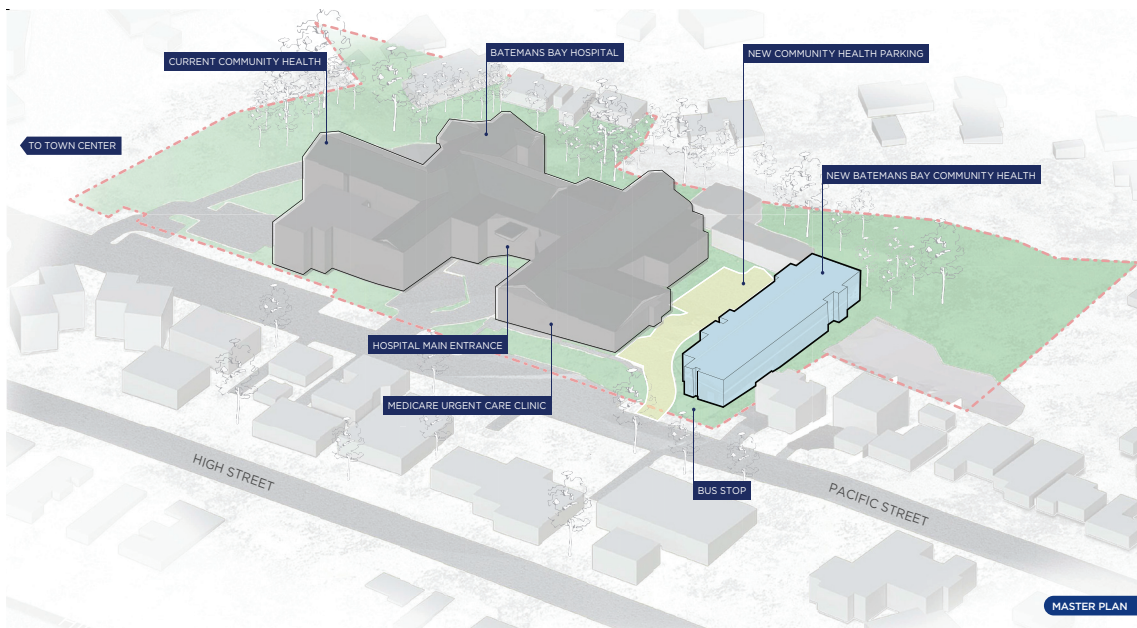 CURRENT COMMUNITY HEALTH
BATEMANS BAY HOSPITAL
NEW COMMUNITY HEALTH PARKING
TO TOWN CENTER
NEW BATEMANS BAY COMMUNITY HEALTH
HOSPITAL MAIN ENTRANCE
MEDICARE URGENT CARE CLINIC
HIGH STREET
BUS STOP
PACIFIC STREET
MASTER PLAN